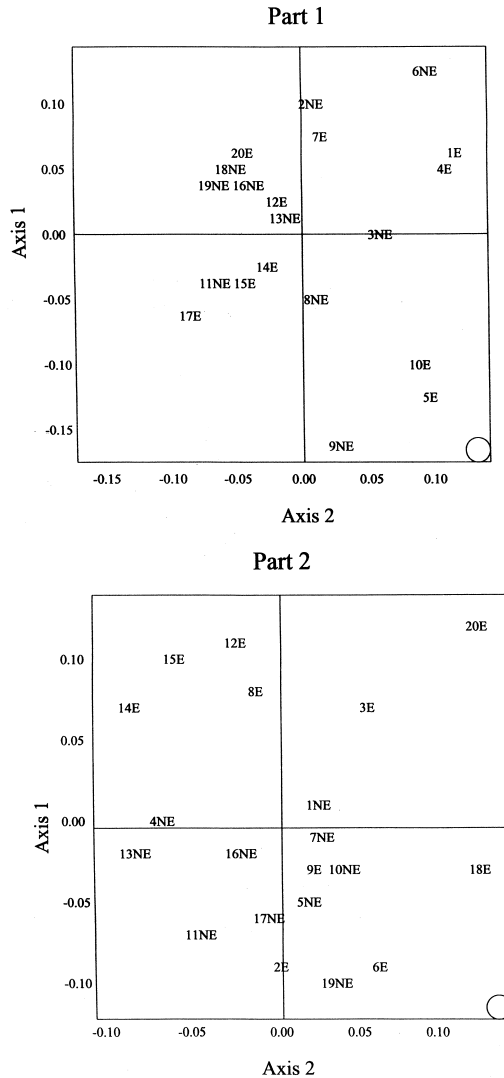 Part 1
6NE
0.10
2NE
7E
20E
1E
0.05
18NE
4E
19NE 16NE
12E
13NE
0.00
3NE
Axis 1
14E
11NE 15E
-0.05
8NE
17E
-0.10
10E
5E
-0.15
9NE
-0.15 -0.10 -0.05 0.00 0.05 0.10
Axis 2
Part 2
20E
12E
0.10
15E
8E
14E
3E
0.05
1NE
0.00
4NE
Axis 1
7NE
13NE 16NE
9E 10NE 18E
-0.05
5NE
17NE
11NE
2E 6E
-0.10
19NE
-0.10 -0.05 0.00 0.05 0.10
Axis 2